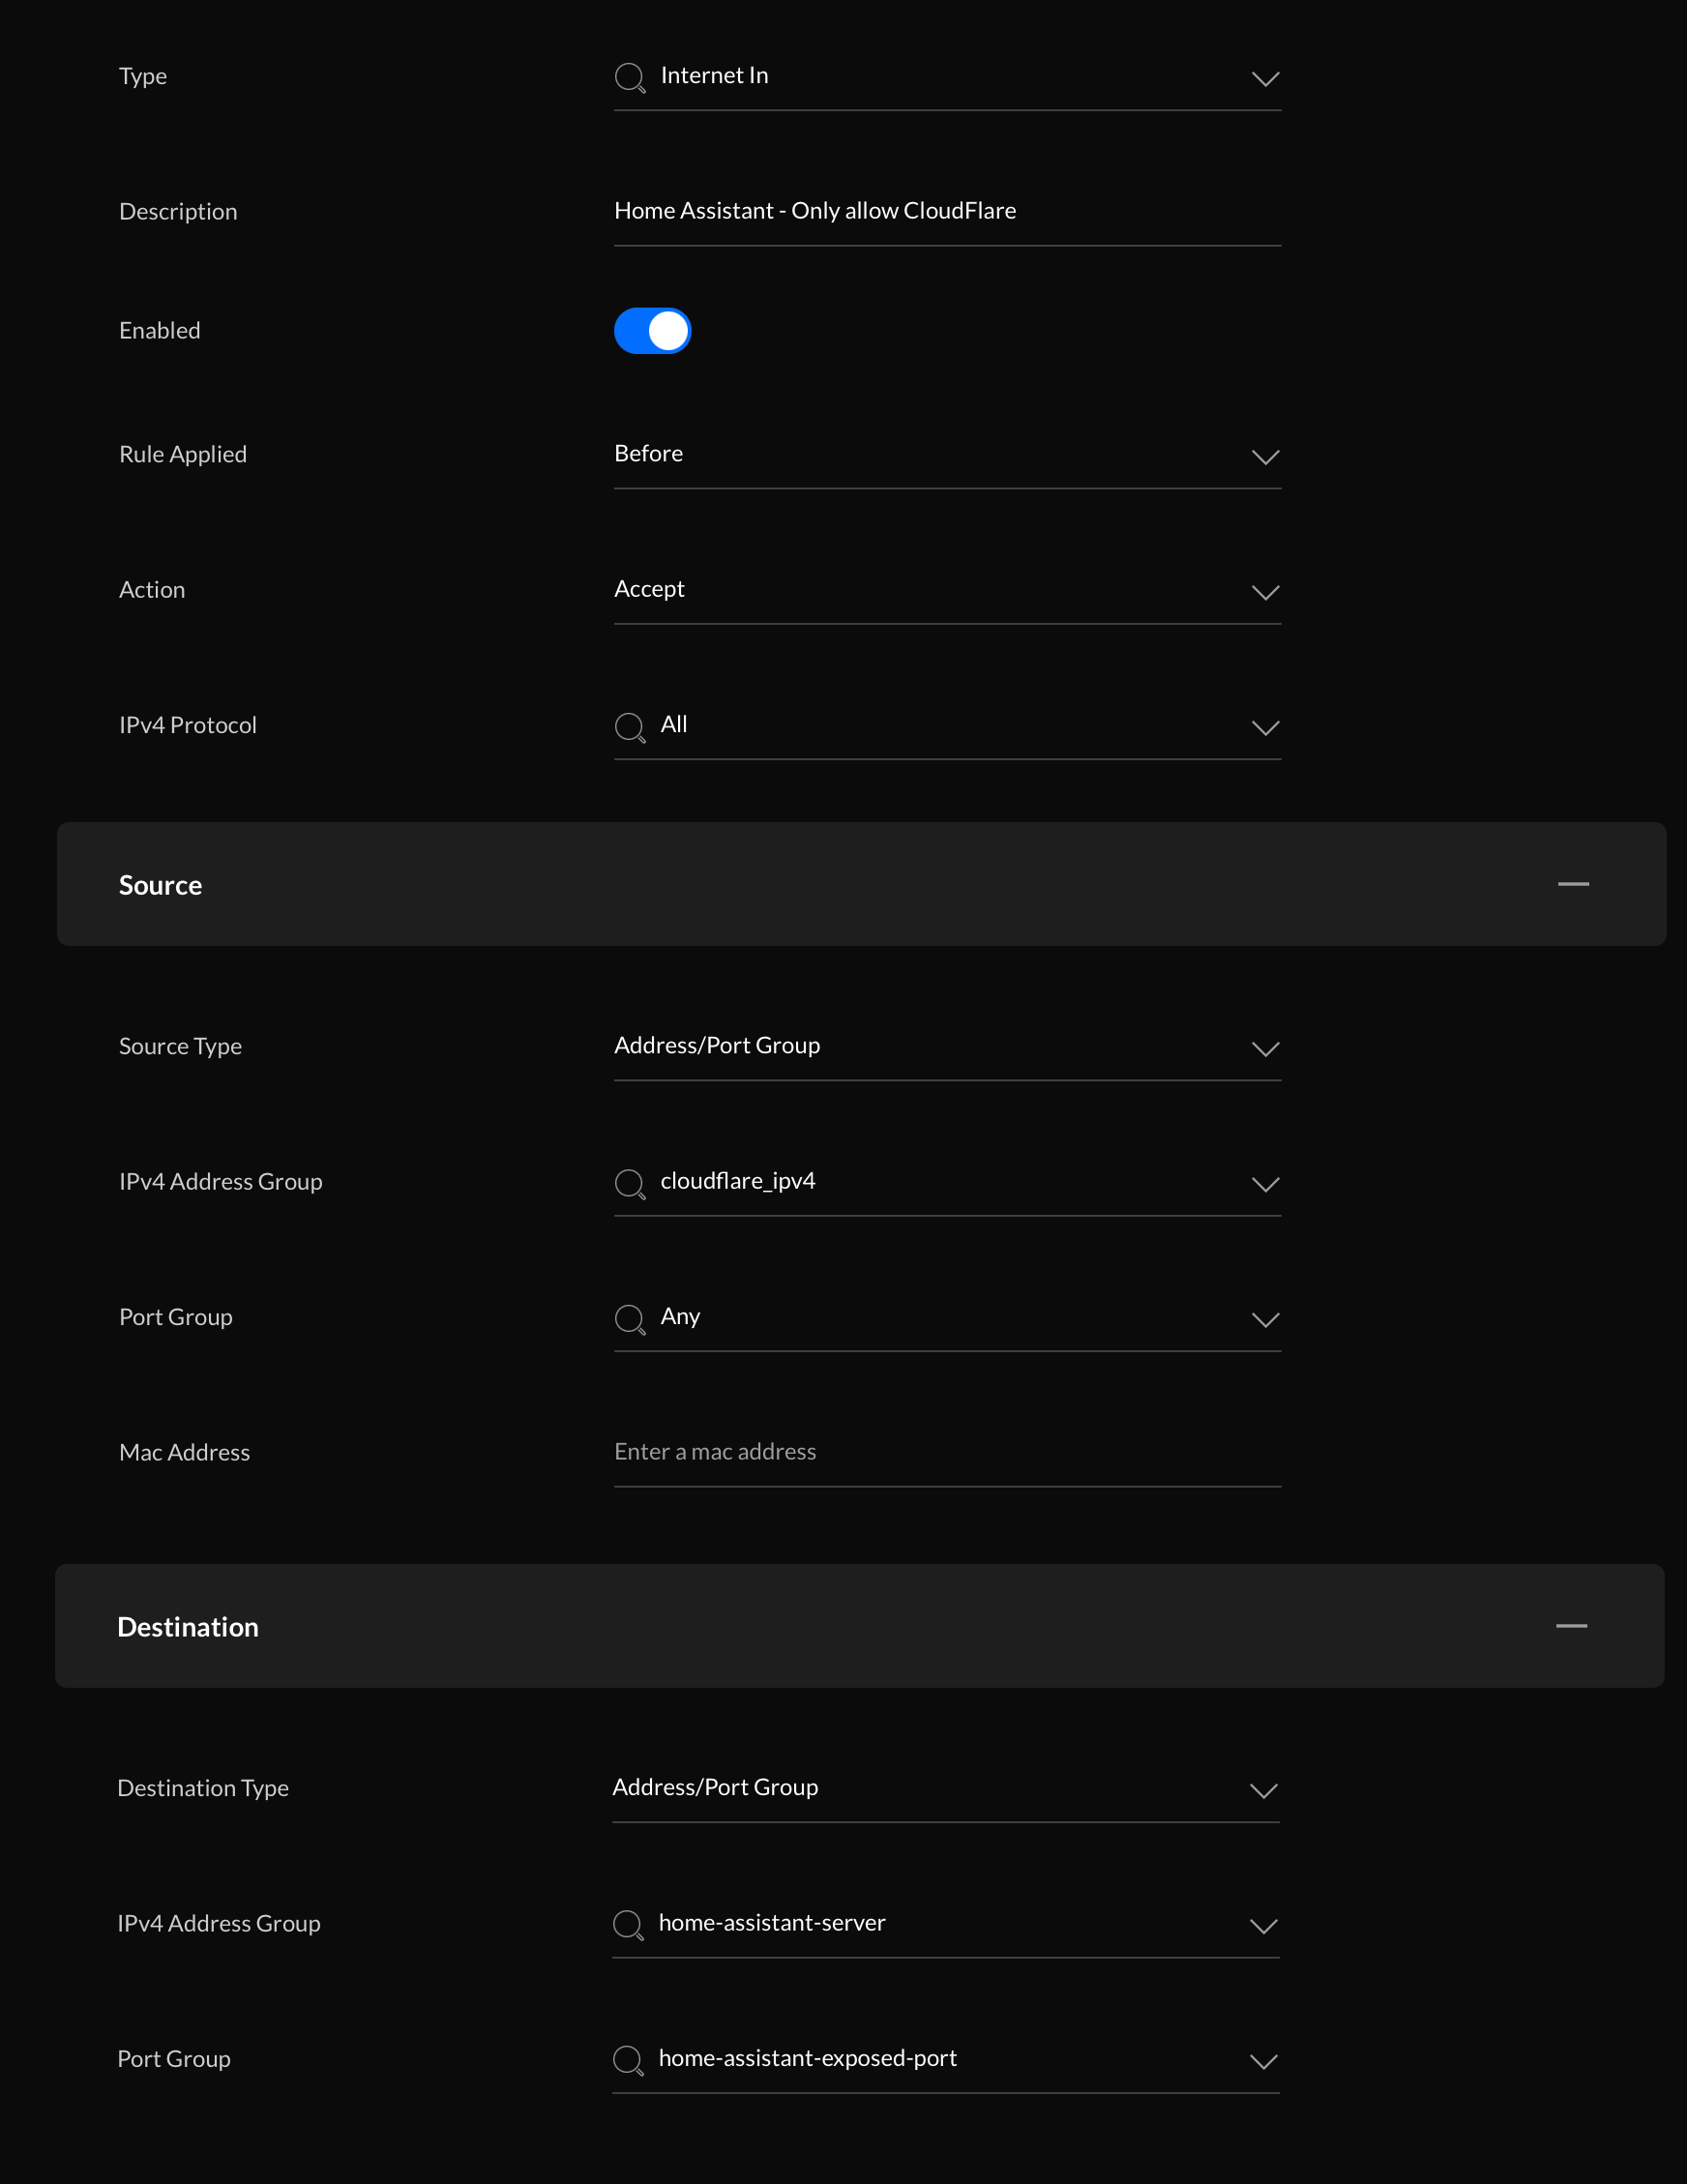 Type
Internet In
Description
Home Assistant - Only allow CloudFlare
Enabled
Rule Applied
Before
Action
Accept
IPv4 Protocol
All
Source
Source Type
Address/Port Group
IPv4 Address Group
cloudflare_ipv4
Port Group
Any
Mac Address
Enter a mac address
Destination
Destination Type
Address/Port Group
IPv4 Address Group
home-assistant-server
Port Group
home-assistant-exposed-port